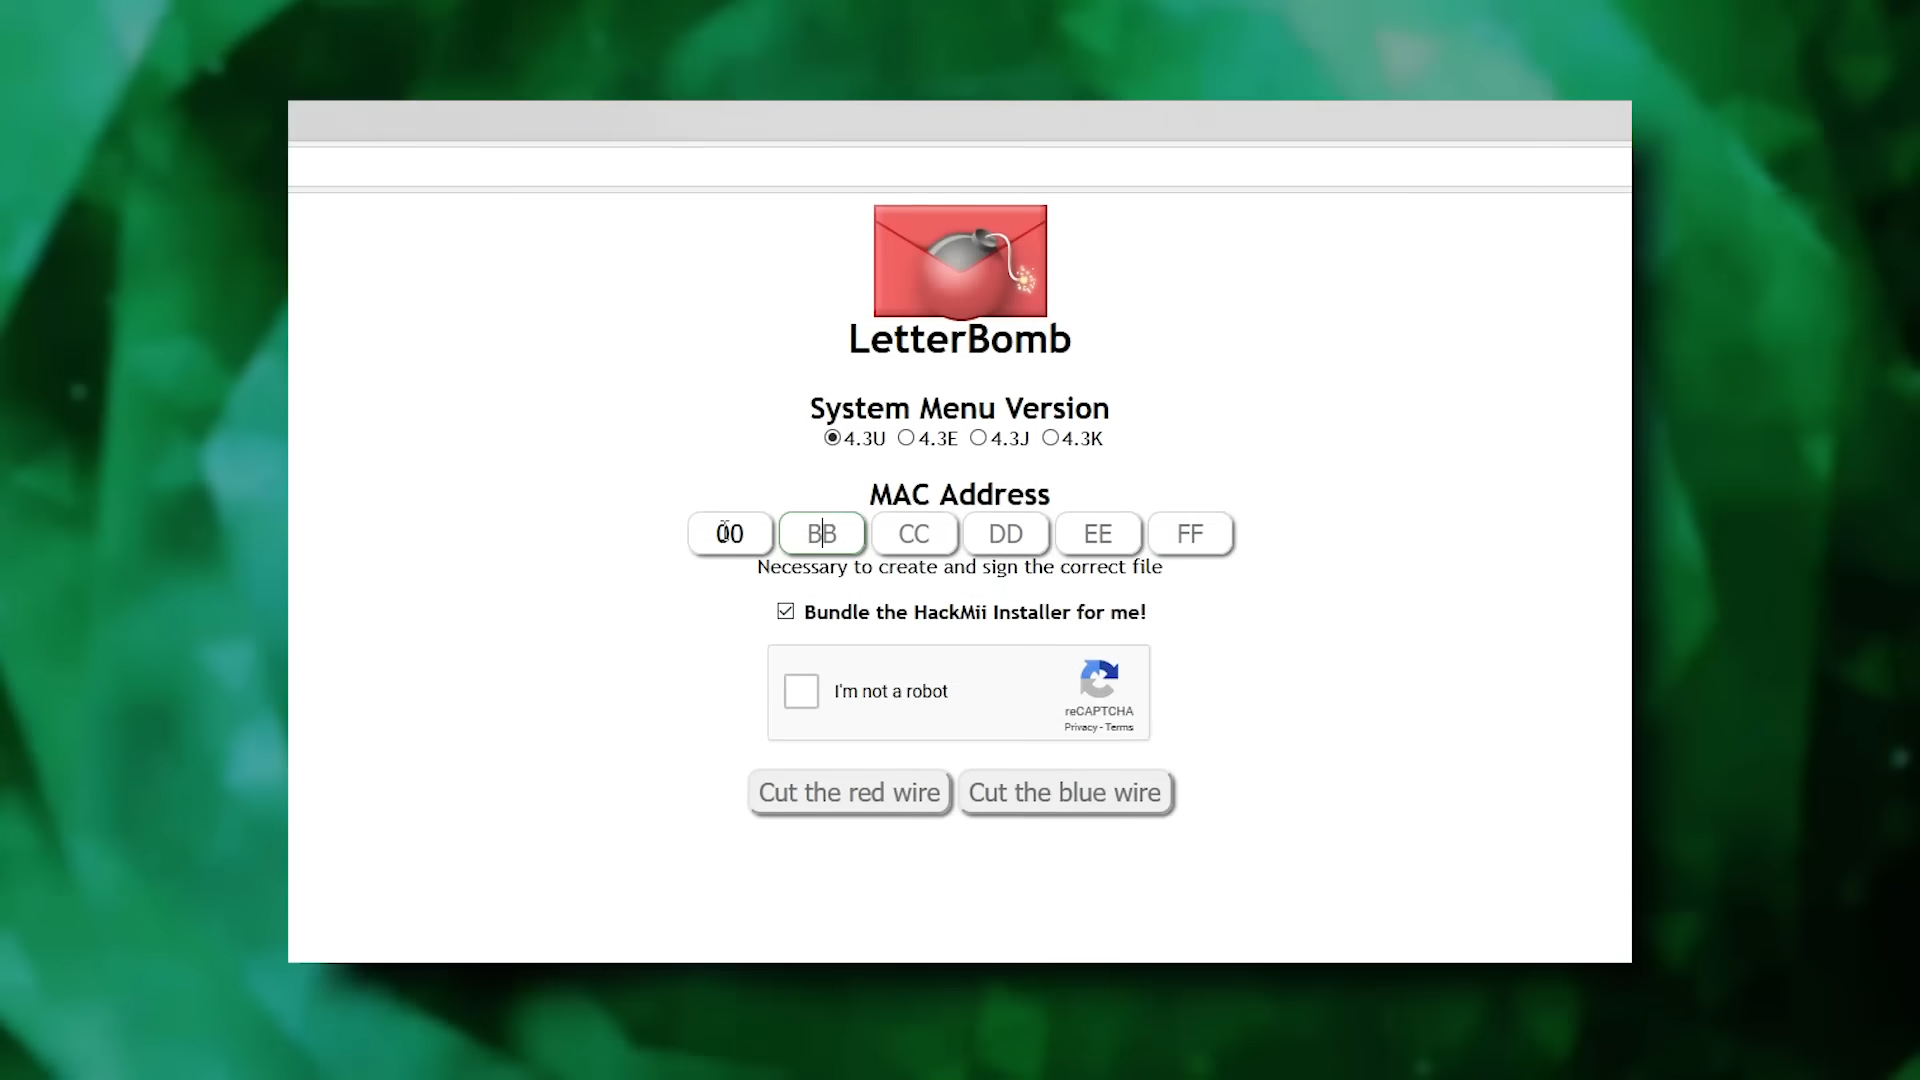 LetterBomb
System Menu Version
4.3U 4.3E 4.3J 4.3K
MAC Address
00 BB CC DD EE FF
Necessary to create and sign the correct file
Bundle the HackMii Installer for me!
I'm not a robot
reCAPTCHA
Privacy - Terms
Cut the red wire Cut the blue wire